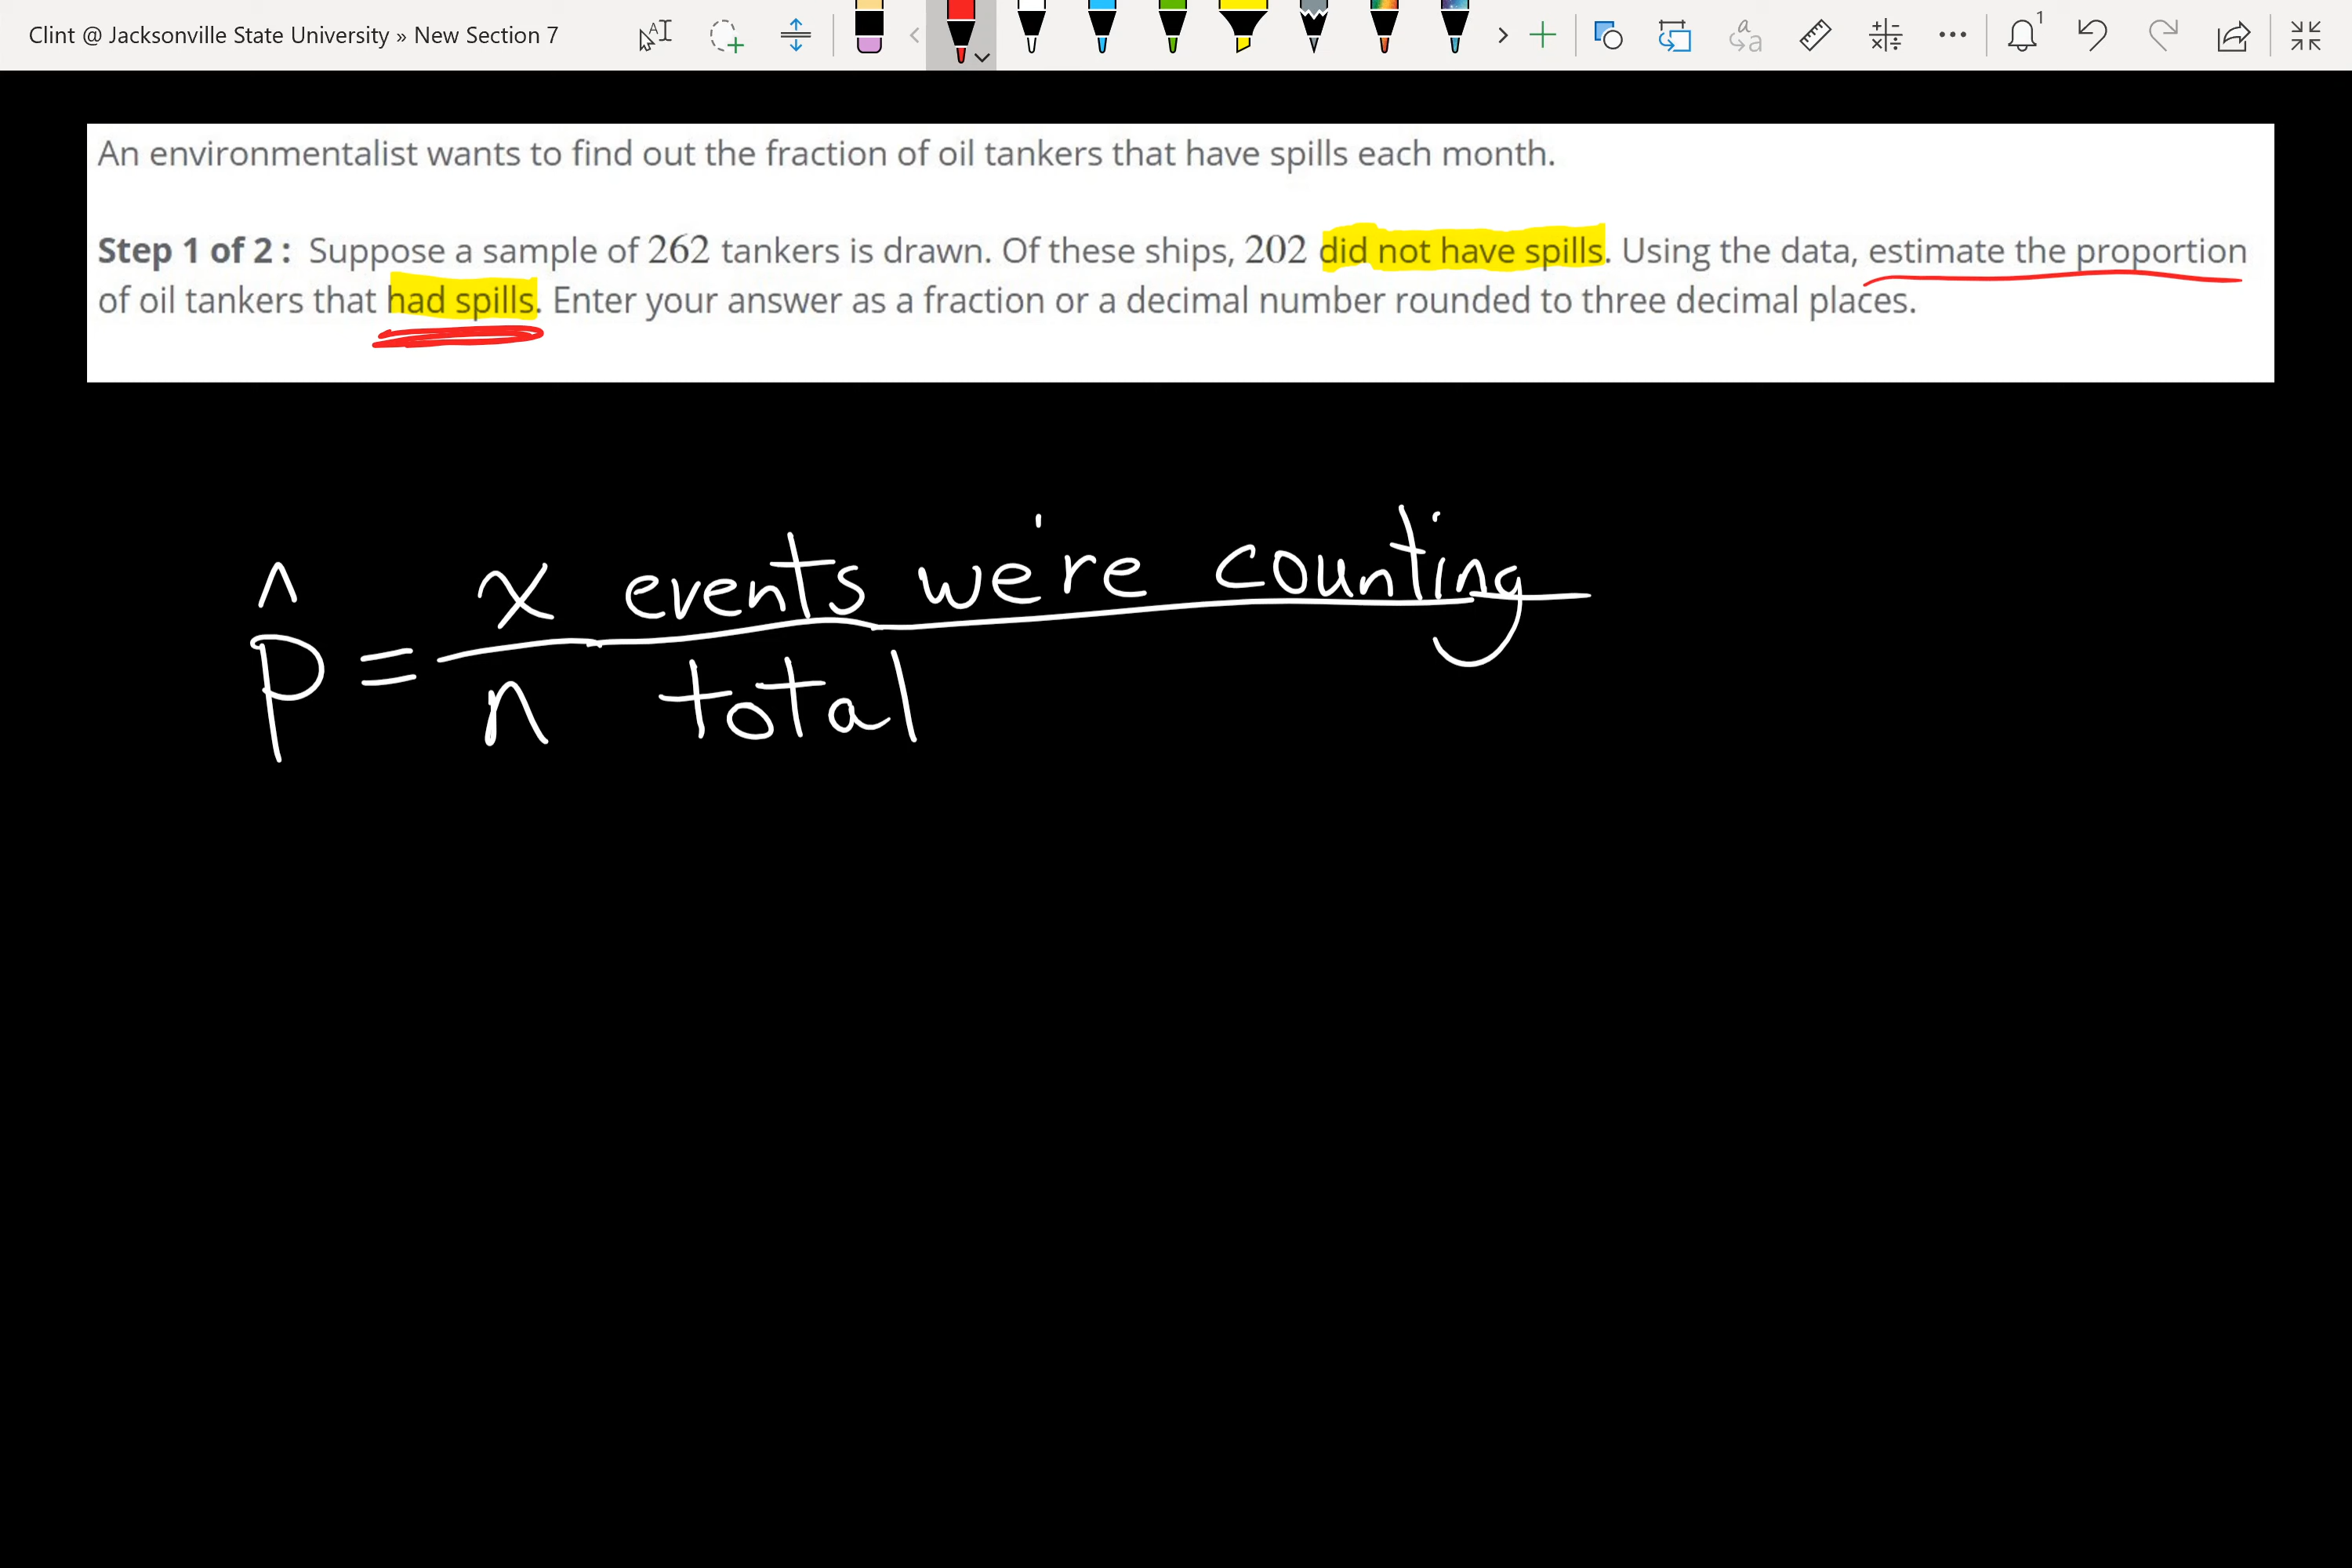 Clint @ Jacksonville State University » New Section 7
1
An environmentalist wants to find out the fraction of oil tankers that have spills each month.
Step 1 of 2 : Suppose a sample of 262 tankers is drawn. Of these ships, 202 did not have spills. Using the data, estimate the proportion
of oil tankers that had spills. Enter your answer as a fraction or a decimal number rounded to three decimal places.
x events we're counting
p̂ =
n total